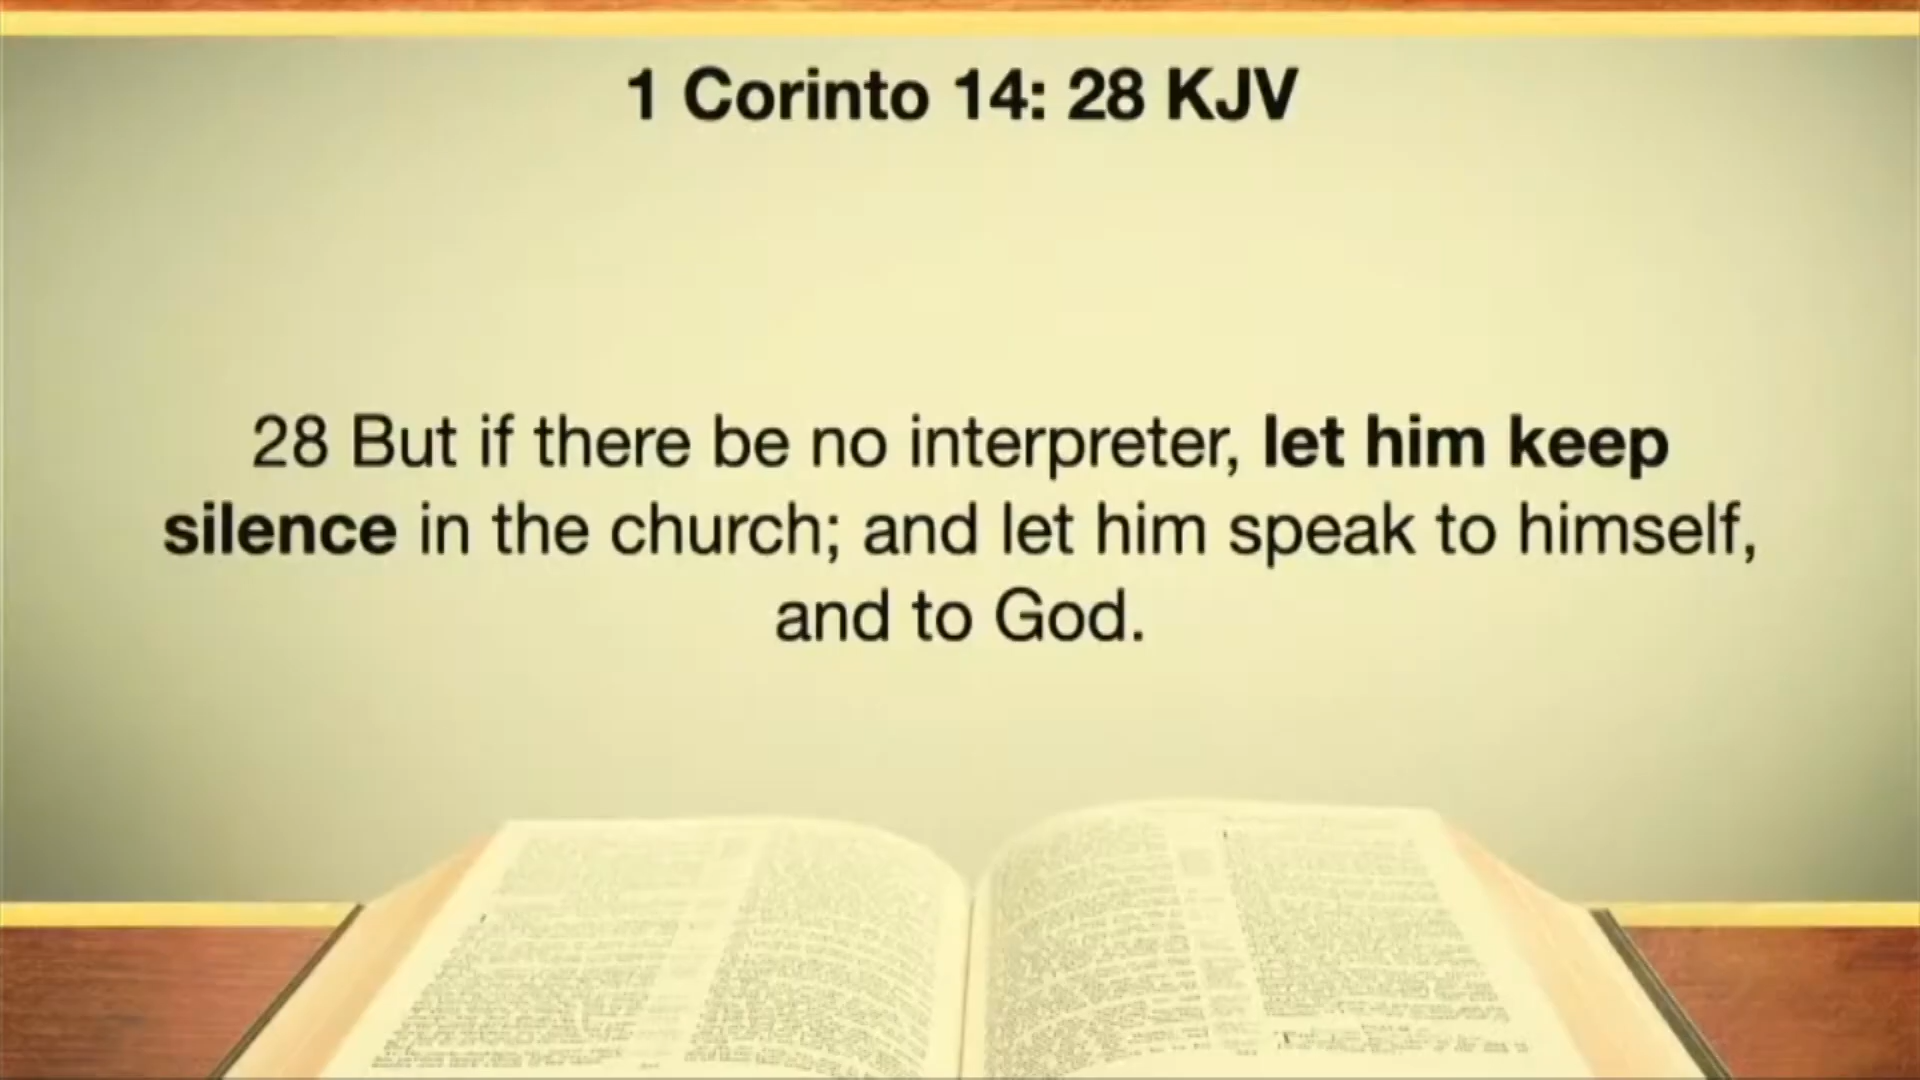 1 Corinto 14: 28 KJV
28 But if there be no interpreter, let him keep
silence in the church; and let him speak to himself,
and to God.